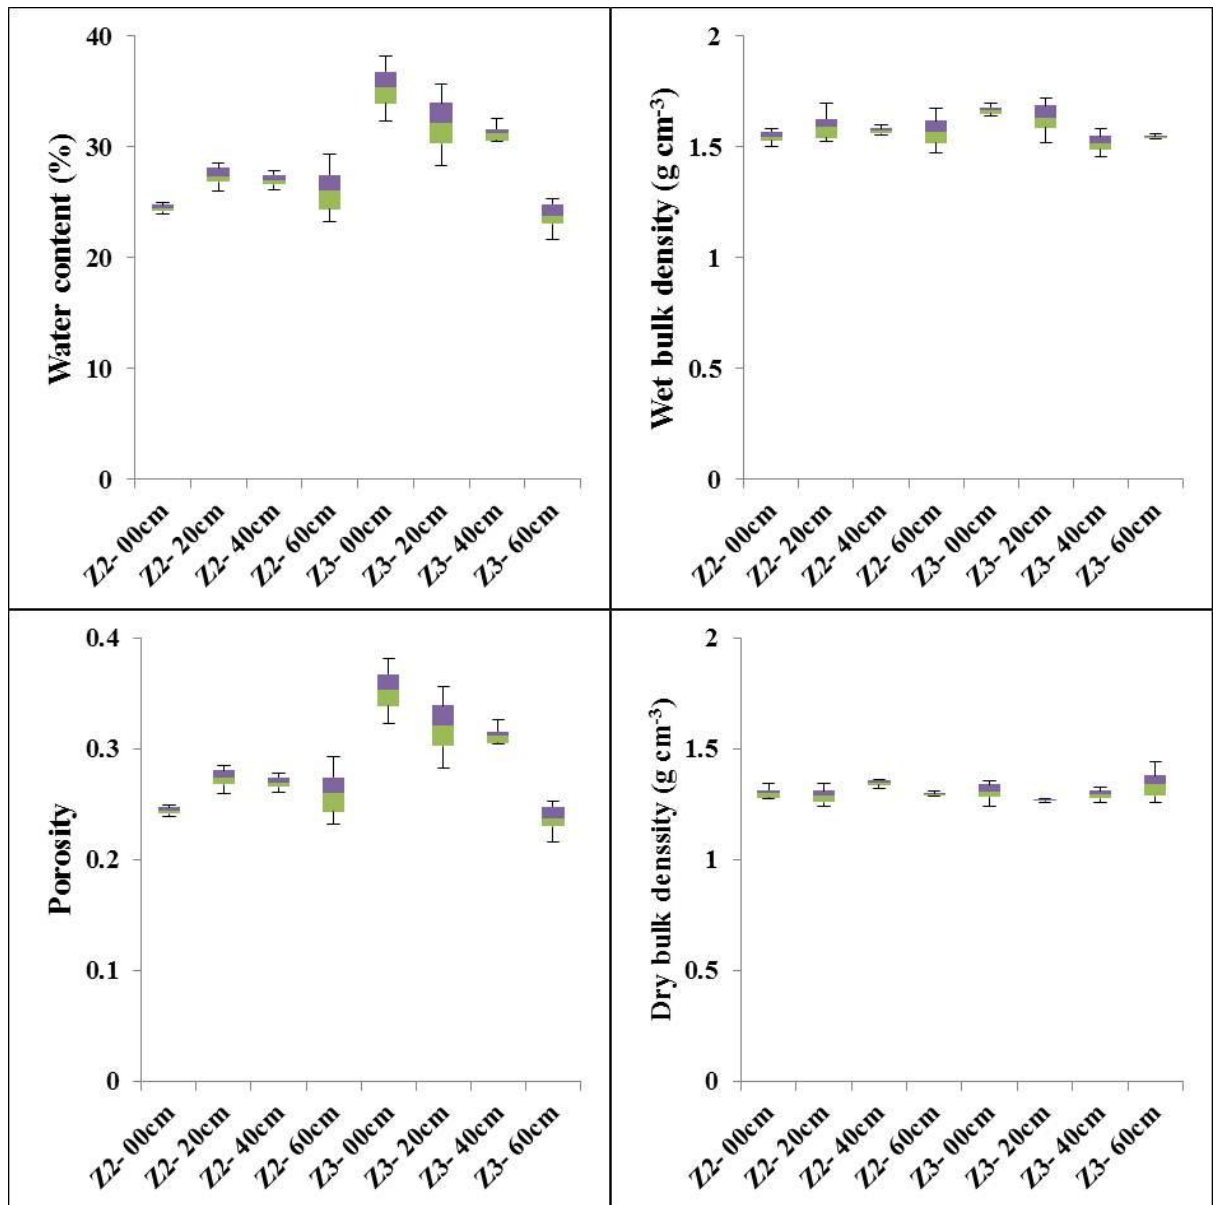 Water content (%)
40
30
20
10
0
Z2- 00cm
Z2- 20cm
Z2- 40cm
Z2- 60cm
Z3- 00cm
Z3- 20cm
Z3- 40cm
Z3- 60cm
Wet bulk density (g cm-3)
2
1.5
1
0.5
0
Z2- 00cm
Z2- 20cm
Z2- 40cm
Z2- 60cm
Z3- 00cm
Z3- 20cm
Z3- 40cm
Z3- 60cm
Porosity
0.4
0.3
0.2
0.1
0
Z2- 00cm
Z2- 20cm
Z2- 40cm
Z2- 60cm
Z3- 00cm
Z3- 20cm
Z3- 40cm
Z3- 60cm
Dry bulk denssity (g cm-3)
2
1.5
1
0.5
0
Z2- 00cm
Z2- 20cm
Z2- 40cm
Z2- 60cm
Z3- 00cm
Z3- 20cm
Z3- 40cm
Z3- 60cm